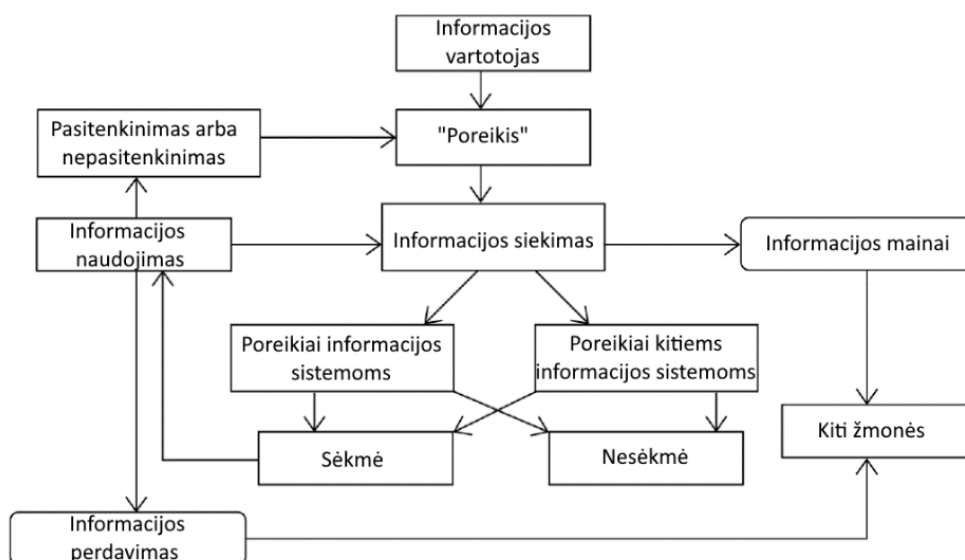 Informacijos
vartotojas
Pasitenkinimas arba
nepasitenkinimas
"Poreikis"
Informacijos
naudojimas
Informacijos siekimas
Informacijos mainai
Poreikiai informacijos
sistemoms
Poreikiai kitiems
informacijos sistemoms
Sėkmė
Nesėkmė
Kiti žmonės
Informacijos
perdavimas